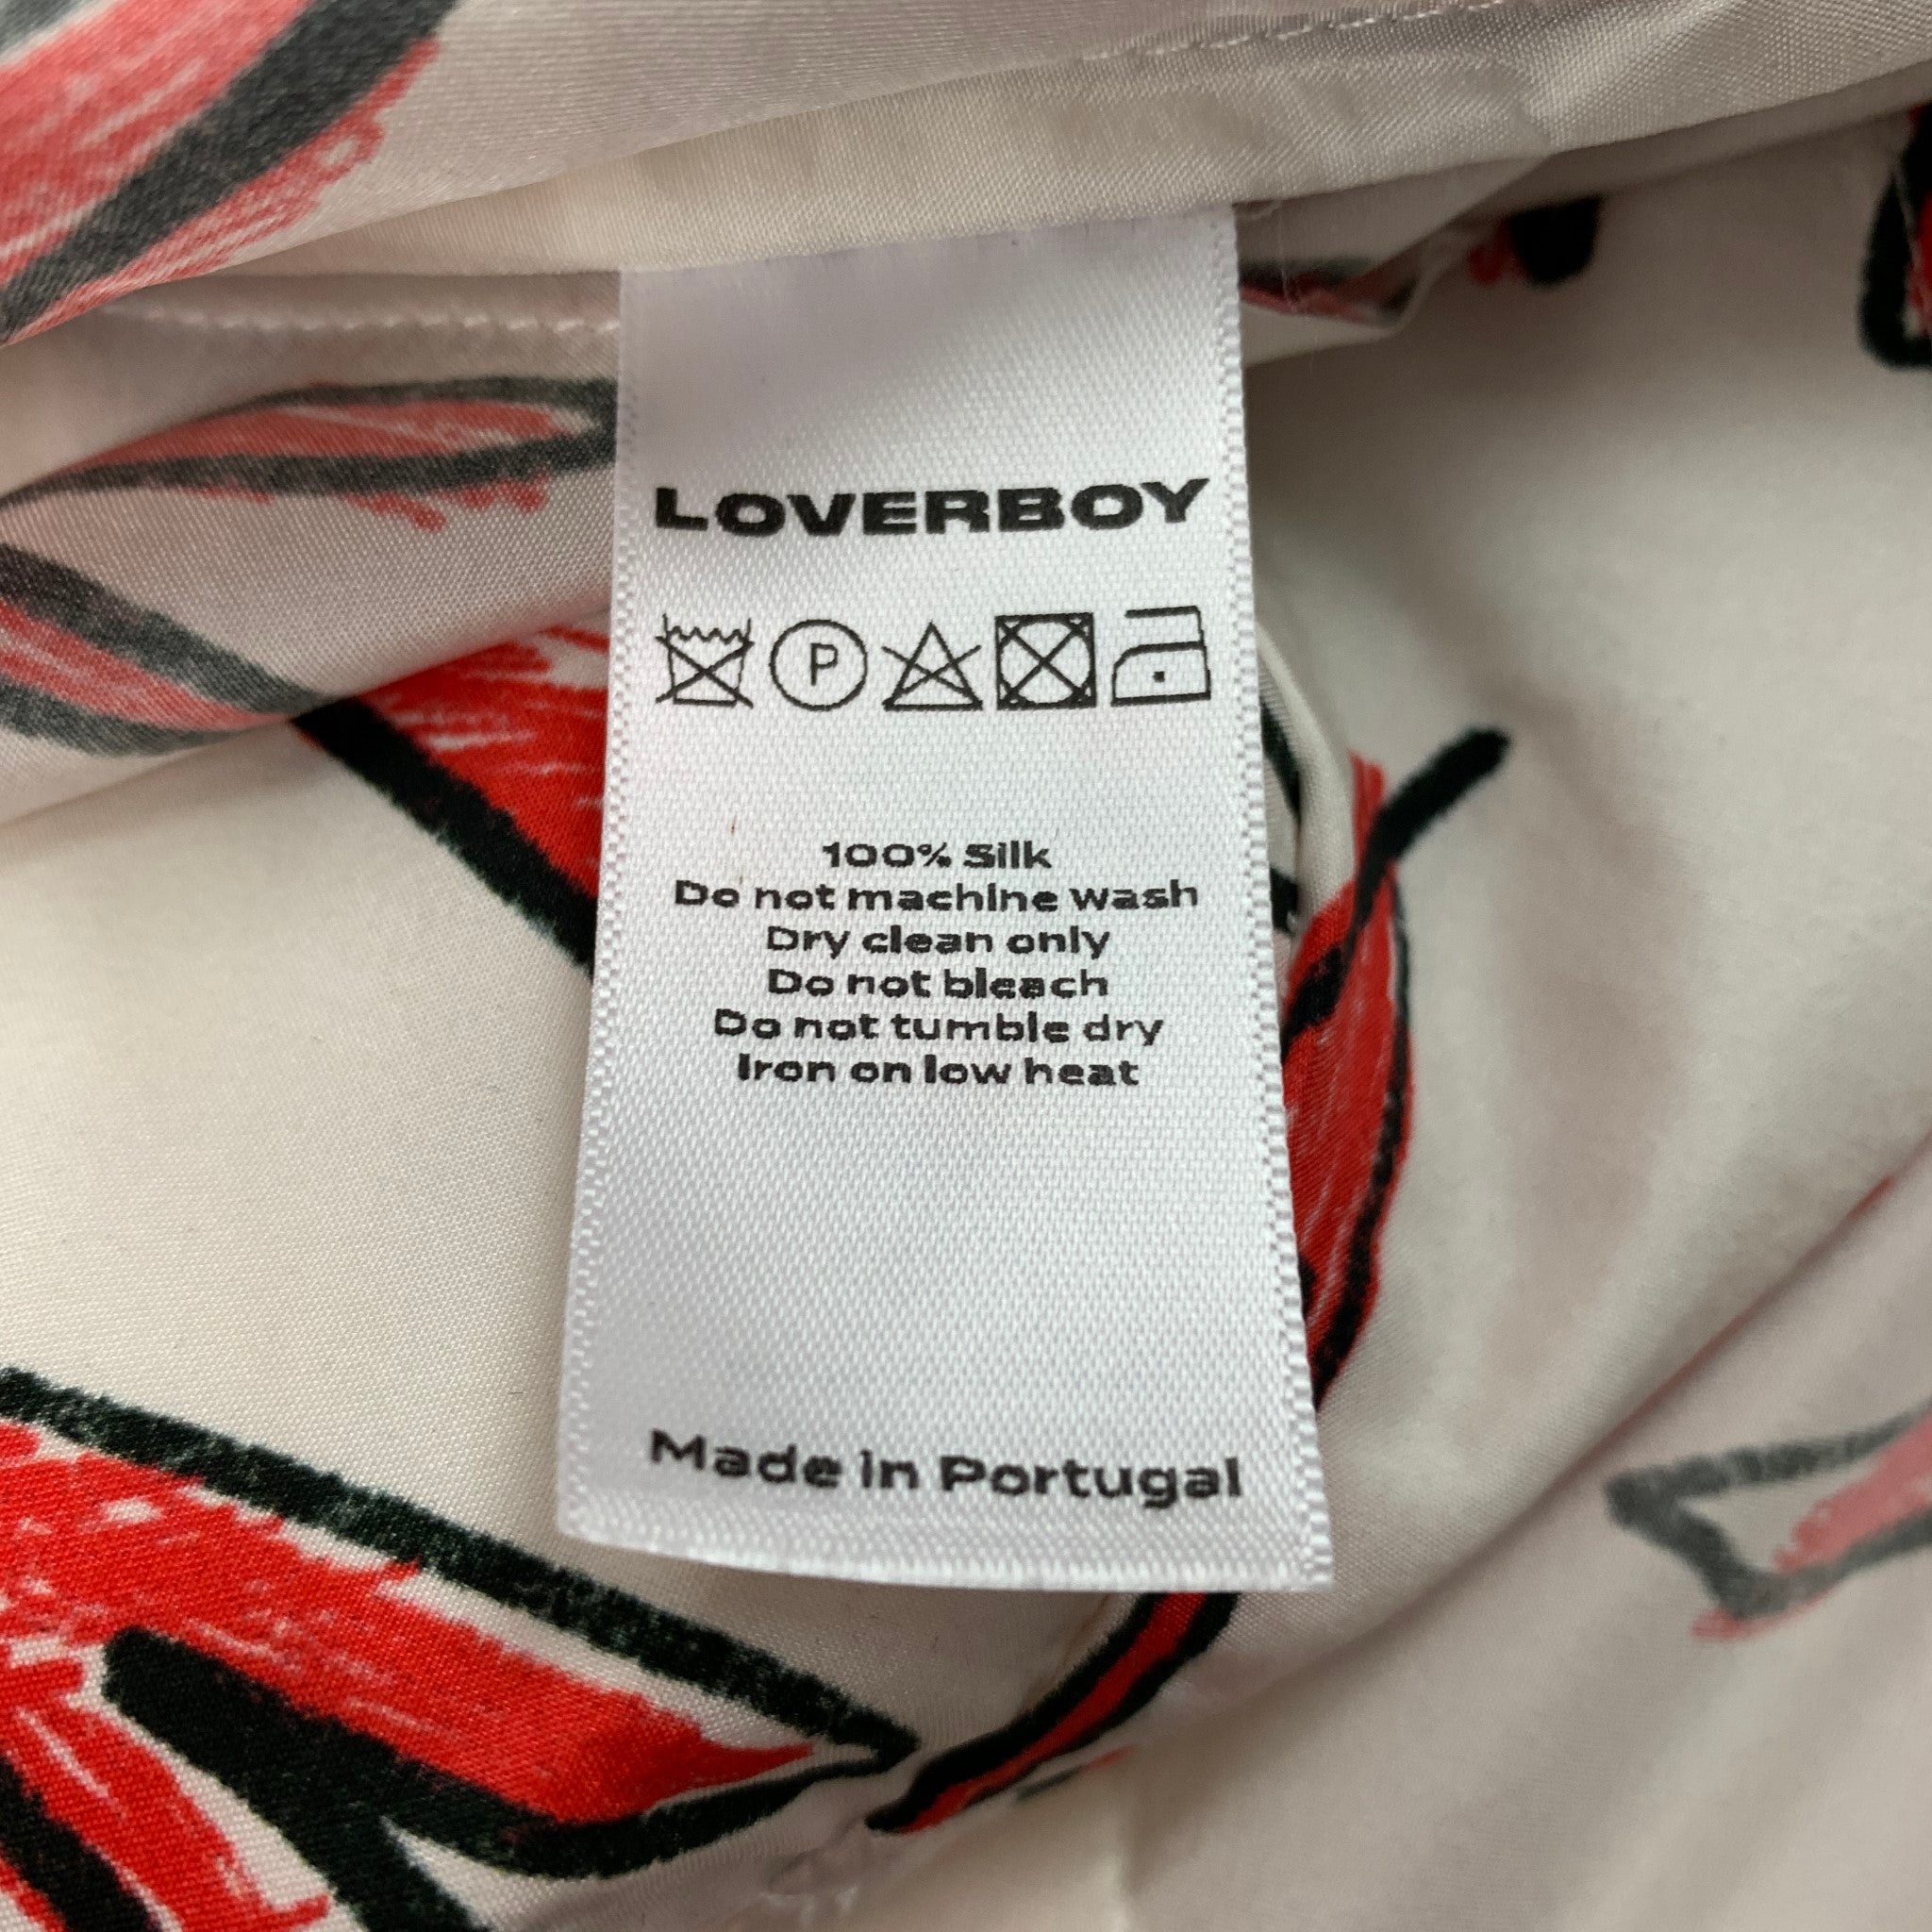 LOVERBOY
P
100% Silk
Do not machine wash
Dry clean only
Do not bleach
Do not tumble dry
Iron on low heat
Made in Portugal